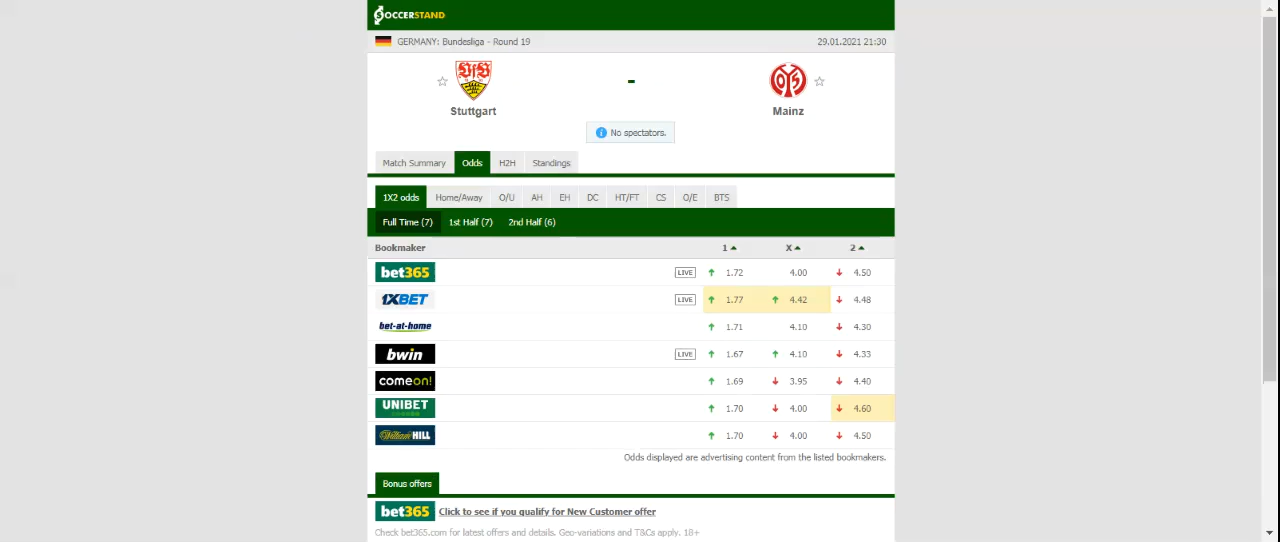 SOCCERSTAND
GERMANY: Bundesliga - Round 19 29.01.2021 21:30
-
Stuttgart Mainz
No spectators.
Match Summary Odds H2H Standings
1X2 odds Home/Away O/U AH EH DC HT/FT CS O/E BTS
Full Time (7) 1st Half (7) 2nd Half (6)
Bookmaker 1 X 2
bet365 LIVE 1.72 4.00 4.50
1XBET LIVE 1.77 4.42 4.48
bet-at-home 1.71 4.10 4.30
bwin LIVE 1.67 4.10 4.33
comeon! 1.69 3.95 4.40
UNIBET 1.70 4.00 4.60
William HILL 1.70 4.00 4.50
Odds displayed are advertising content from the listed bookmakers.
Bonus offers
bet365 Click to see if you qualify for New Customer offer
Check bet365.com for latest offers and details. Geo-variations and T&Cs apply. 18+